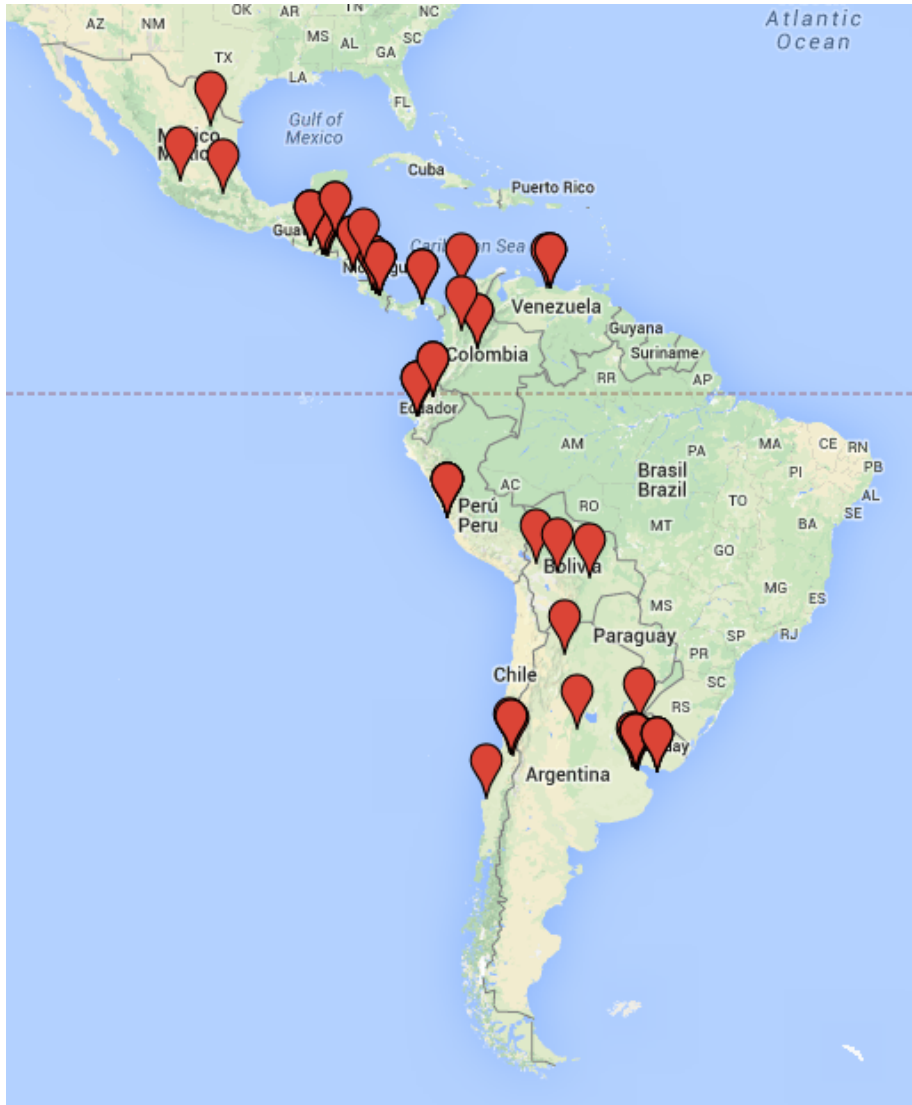 Atlantic
Ocean
OK
AR
TN
NC
AZ
NM
MS
AL
SC
GA
TX
LA
FL
Gulf of
Mexico
Cuba
Puerto Rico
Venezuela
Guyana
Suriname
Colombia
RR
AP
Ecuador
AM
PA
MA
CE
RN
PB
PI
AL
SE
AC
Brasil
Brazil
TO
Perú
Peru
RO
MT
BA
GO
Bolivia
MG
ES
MS
Paraguay
SP
RJ
PR
Chile
SC
RS
Argentina